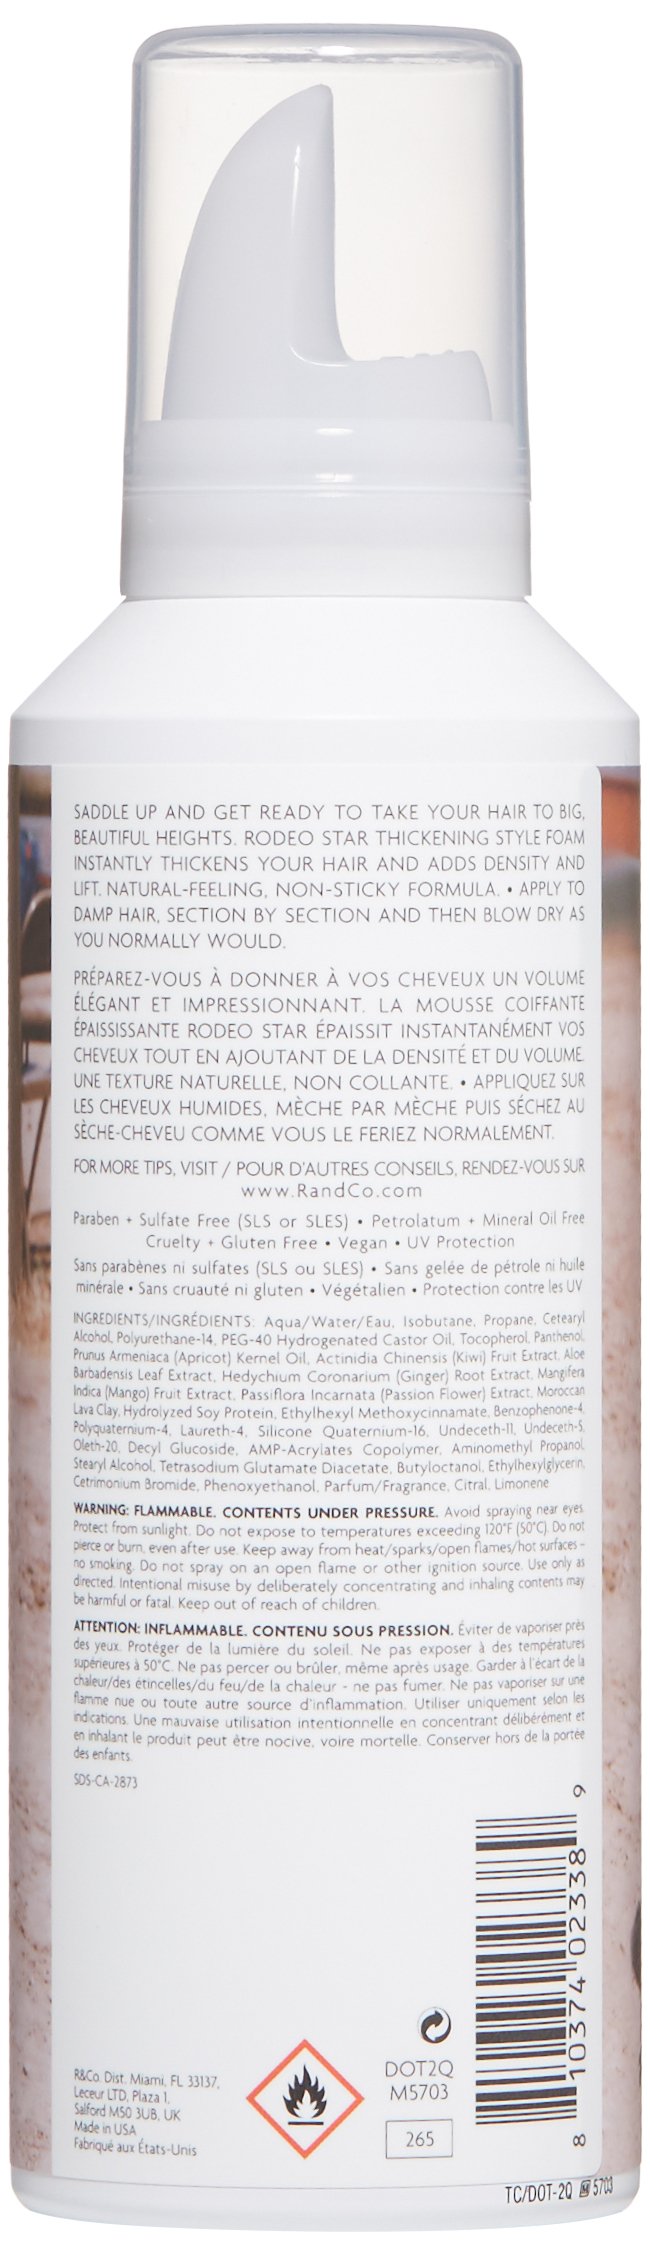 SADDLE UP AND GET READY TO TAKE YOUR HAIR TO BIG,
BEAUTIFUL HEIGHTS. RODEO STAR THICKENING STYLE FOAM
INSTANTLY THICKENS YOUR HAIR AND ADDS DENSITY AND
LIFT. NATURAL-FEELING, NON-STICKY FORMULA. • APPLY TO
DAMP HAIR, SECTION BY SECTION AND THEN BLOW DRY AS
YOU NORMALLY WOULD.
PRÉPAREZ-VOUS À DONNER À VOS CHEVEUX UN VOLUME
ÉLÉGANT ET IMPRESSIONNANT. LA MOUSSE COIFFANTE
ÉPAISSISSANTE RODEO STAR ÉPAISSIT INSTANTANÉMENT VOS
CHEVEUX TOUT EN AJOUTANT DE LA DENSITÉ ET DU VOLUME.
UNE TEXTURE NATURELLE, NON COLLANTE. • APPLIQUEZ SUR
LES CHEVEUX HUMIDES, MÈCHE PAR MÈCHE PUIS SÉCHEZ AU
SÈCHE-CHEVEU COMME VOUS LE FERIEZ NORMALEMENT.
FOR MORE TIPS, VISIT / POUR D'AUTRES CONSEILS, RENDEZ-VOUS SUR
www.RandCo.com
Paraben + Sulfate Free (SLS or SLES) • Petrolatum + Mineral Oil Free
Cruelty + Gluten Free • Vegan • UV Protection
Sans parabènes ni sulfates (SLS ou SLES) • Sans gelée de pétrole ni huile
minérale • Sans cruauté ni gluten • Végétalien • Protection contre les UV
INGREDIENTS/INGRÉDIENTS: Aqua/Water/Eau, Isobutane, Propane, Cetearyl
Alcohol, Polyurethane-14, PEG-40 Hydrogenated Castor Oil, Tocopherol, Panthenol,
Prunus Armeniaca (Apricot) Kernel Oil, Actinidia Chinensis (Kiwi) Fruit Extract, Aloe
Barbadensis Leaf Extract, Hedychium Coronarium (Ginger) Root Extract, Mangifera
Indica (Mango) Fruit Extract, Passiflora Incarnata (Passion Flower) Extract, Moroccan
Lava Clay, Hydrolyzed Soy Protein, Ethylhexyl Methoxycinnamate, Benzophenone-4,
Polyquaternium-4, Laureth-4, Silicone Quaternium-16, Undeceth-11, Undeceth-5,
Oleth-20, Decyl Glucoside, AMP-Acrylates Copolymer, Aminomethyl Propanol,
Stearyl Alcohol, Tetrasodium Glutamate Diacetate, Butyloctanol, Ethylhexylglycerin,
Cetrimonium Bromide, Phenoxyethanol, Parfum/Fragrance, Citral, Limonene
WARNING: FLAMMABLE. CONTENTS UNDER PRESSURE. Avoid spraying near eyes.
Protect from sunlight. Do not expose to temperatures exceeding 120°F (50°C). Do not
pierce or burn, even after use. Keep away from heat/sparks/open flames/hot surfaces –
no smoking. Do not spray on an open flame or other ignition source. Use only as
directed. Intentional misuse by deliberately concentrating and inhaling contents may
be harmful or fatal. Keep out of reach of children.
ATTENTION: INFLAMMABLE. CONTENU SOUS PRESSION. Éviter de vaporiser près
des yeux. Protéger de la lumière du soleil. Ne pas exposer à des températures
supérieures à 50°C. Ne pas percer ou brûler, même après usage. Garder à l'écart de la
chaleur/des étincelles/du feu/de la chaleur - ne pas fumer. Ne pas vaporiser sur une
flamme nue ou toute autre source d'inflammation. Utiliser uniquement selon les
indications. Une mauvaise utilisation intentionnelle en concentrant délibérément et
en inhalant le produit peut être nocive, voire mortelle. Conserver hors de la portée
des enfants.
SDS-CA-2873
R&Co. Dist. Miami, FL 33137,
Leceur LTD, Plaza 1,
Salford M50 3UB, UK
Made in USA
Fabriqué aux États-Unis
DOT2Q
M5703
265
8 10374 02338 9
TC/DOT-2Q M 5703